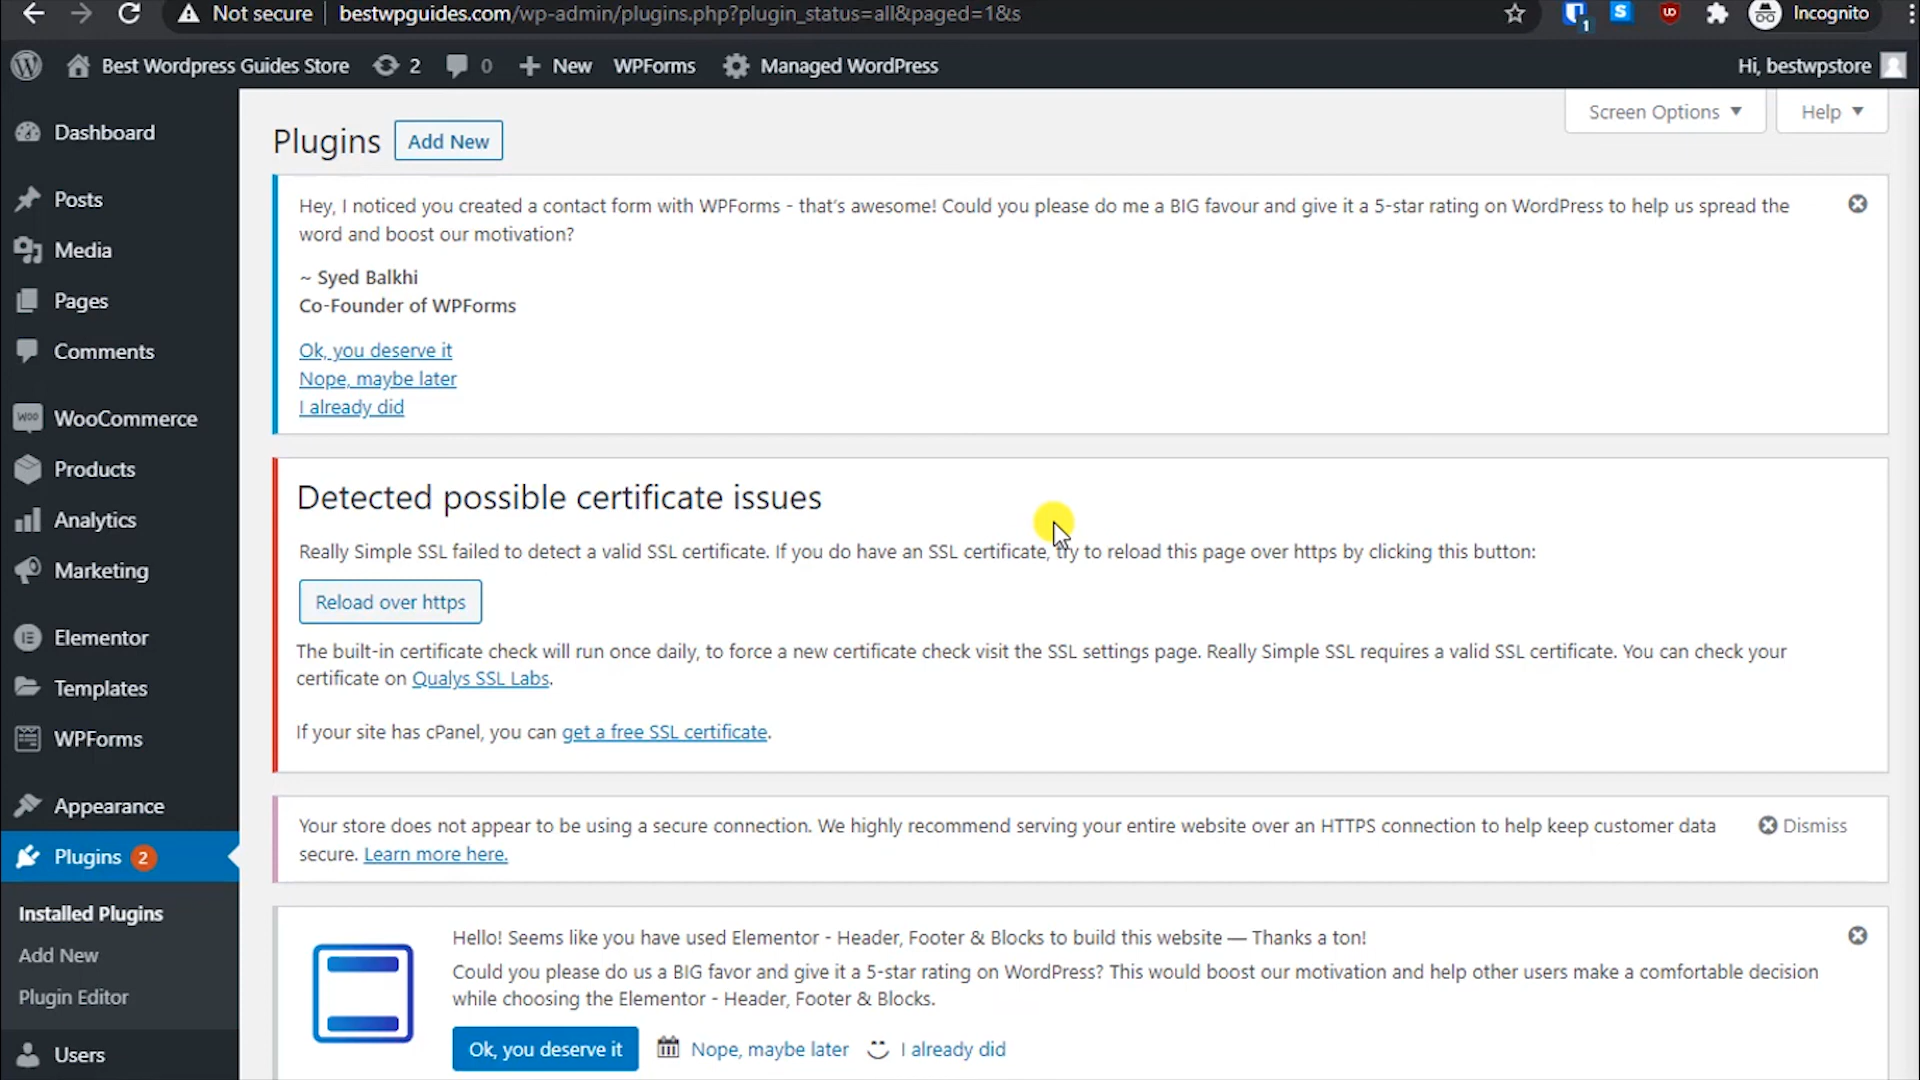 Not secure bestwpguides.com/wp-admin/plugins.php?plugin_status=all&paged=1&s 1 S Incognito
Best Wordpress Guides Store 2 0 New WPForms Managed WordPress Hi, bestwpstore
Screen Options Help
Plugins Add New
Dashboard
Posts
Media
Pages
Comments
WOO WooCommerce
Products
Analytics
Marketing
Elementor
Templates
WPForms
Appearance
Plugins 2
Installed Plugins
Add New
Plugin Editor
Users
Hey, I noticed you created a contact form with WPForms - that's awesome! Could you please do me a BIG favour and give it a 5-star rating on WordPress to help us spread the
word and boost our motivation?
~ Syed Balkhi
Co-Founder of WPForms
Ok, you deserve it
Nope, maybe later
I already did
Detected possible certificate issues
Really Simple SSL failed to detect a valid SSL certificate. If you do have an SSL certificate, try to reload this page over https by clicking this button:
Reload over https
The built-in certificate check will run once daily, to force a new certificate check visit the SSL settings page. Really Simple SSL requires a valid SSL certificate. You can check your
certificate on Qualys SSL Labs.
If your site has cPanel, you can get a free SSL certificate.
Your store does not appear to be using a secure connection. We highly recommend serving your entire website over an HTTPS connection to help keep customer data
secure. Learn more here.
Dismiss
Hello! Seems like you have used Elementor - Header, Footer & Blocks to build this website — Thanks a ton!
Could you please do us a BIG favor and give it a 5-star rating on WordPress? This would boost our motivation and help other users make a comfortable decision
while choosing the Elementor - Header, Footer & Blocks.
Ok, you deserve it Nope, maybe later I already did